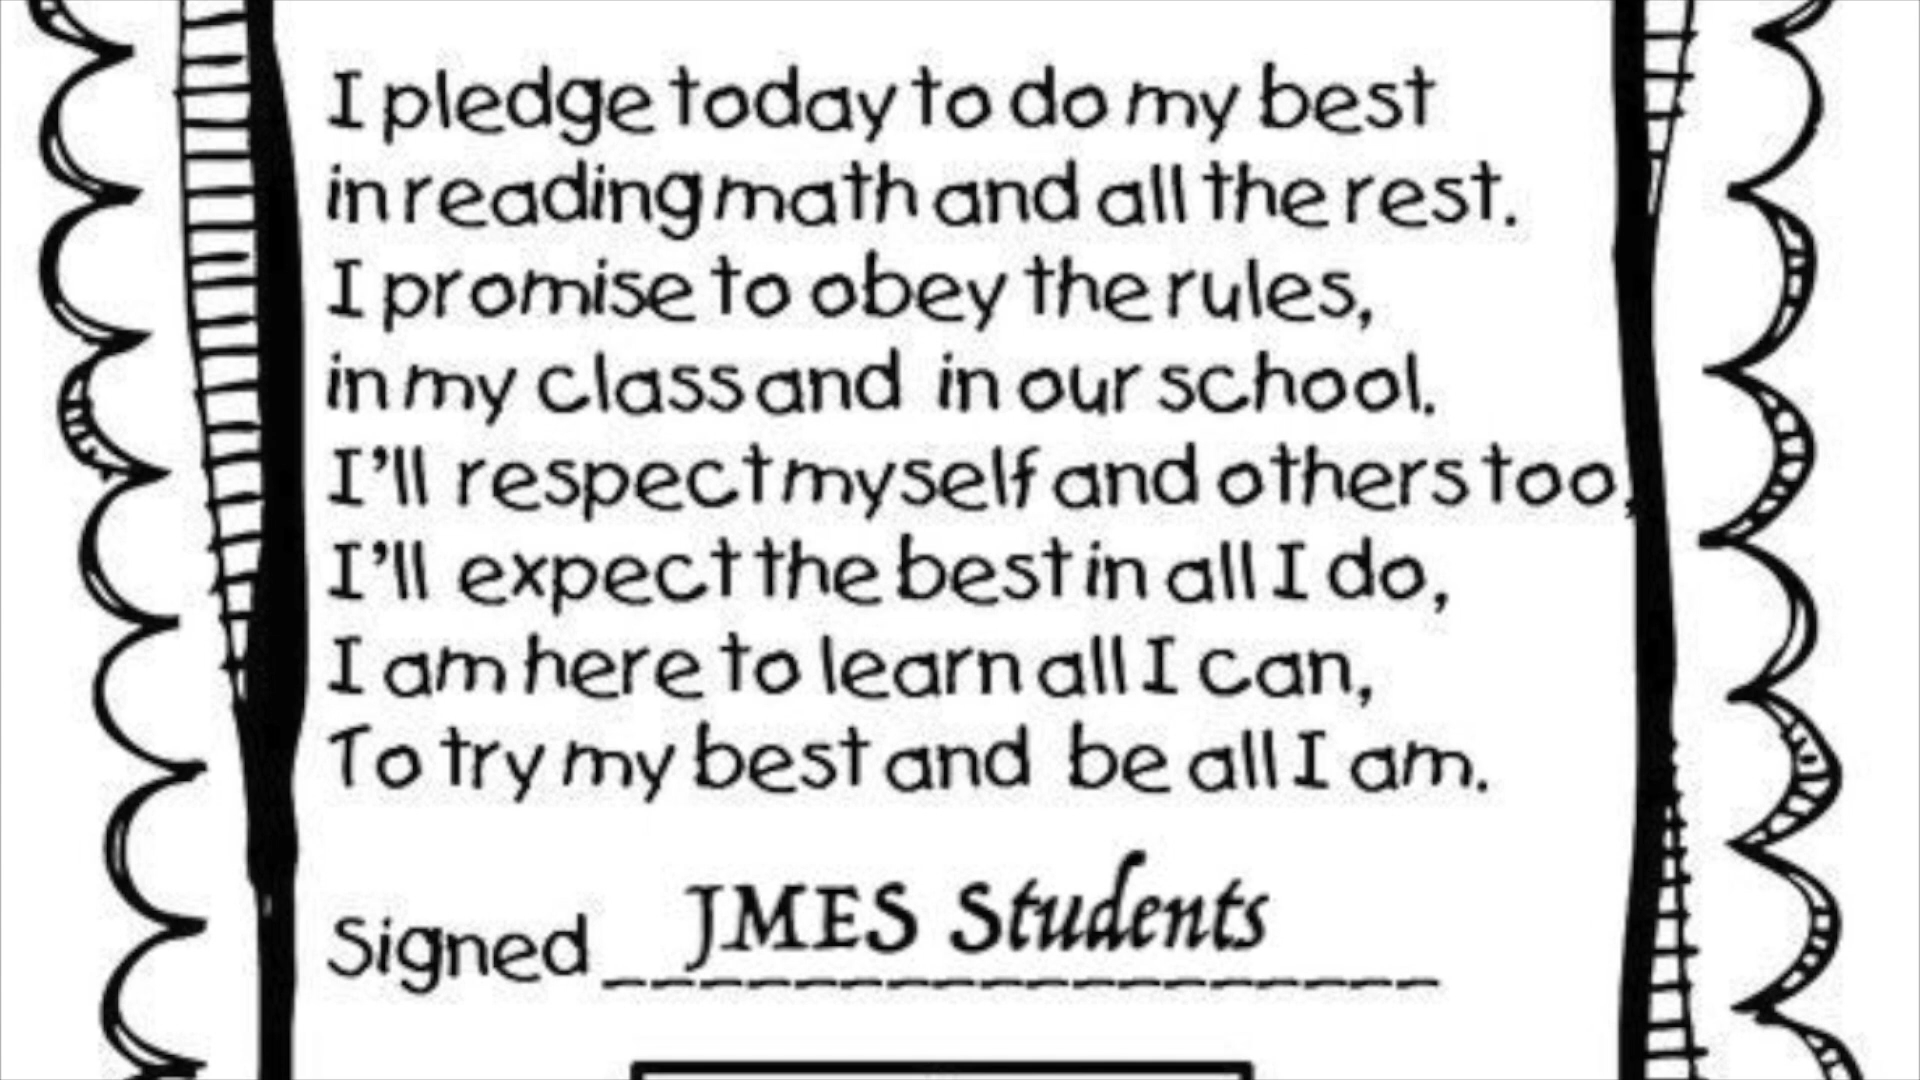 I pledge today to do my best
in reading math and all the rest.
I promise to obey the rules,
in my class and in our school.
I'll respect myself and others too,
I'll expect the best in all I do,
I am here to learn all I can,
To try my best and be all I am.
Signed JMES Students